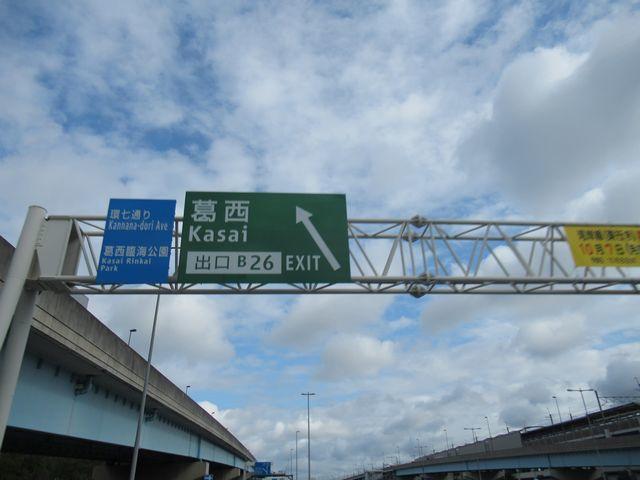 環七通り
Kannana-dori Ave
葛西臨海公園
Kasai Rinkai
Park
葛西
Kasai
出口 B26 EXIT
10月7日